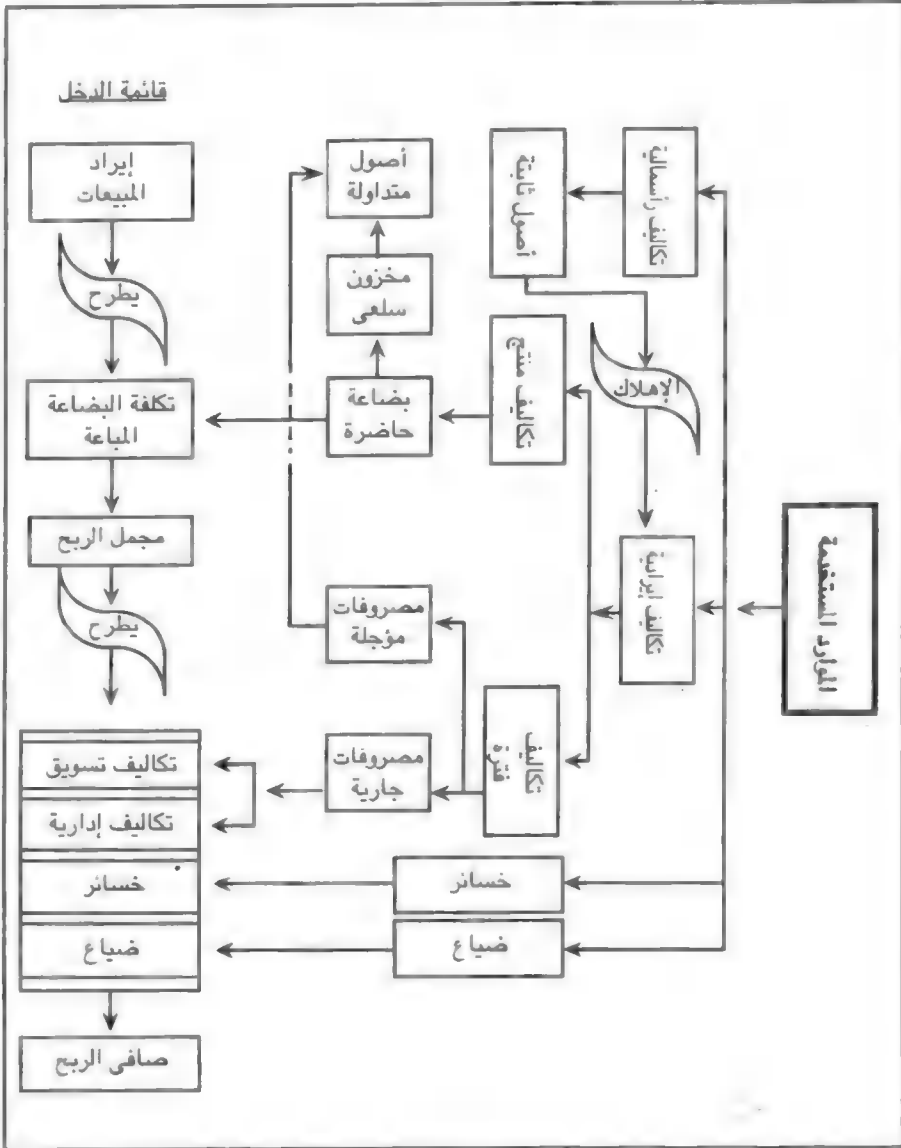 قائمة الدخل
إيراد
المبيعات
يطرح
تكلفة البضاعة
المباعة
مجمل الربح
يطرح
تكاليف تسويق
تكاليف إدارية
خسائر
ضياع
صافى الربح
أصول
متداولة
مخزون
سلعى
بضاعة
حاضرة
مصروفات
مؤجلة
مصروفات
جارية
خسائر
ضياع
أصول ثابتة
تكاليف منتج
تكاليف
فترة
تكاليف رأسمالية
الإهلاك
تكاليف إيرادية
الموارد المستخدمة